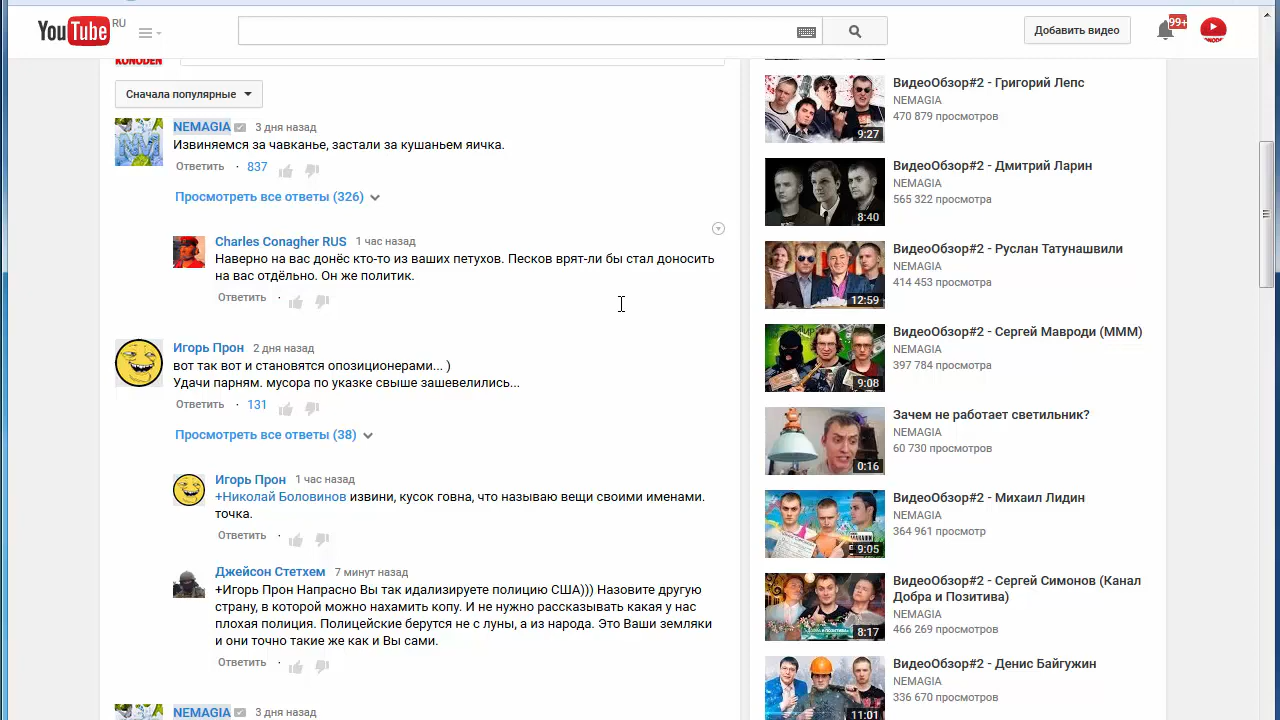 YouTube RU
Добавить видео
99+
KONODEN
Сначала популярные
NEMAGIA 3 дня назад
Извиняемся за чавканье, застали за кушаньем яичка.
Ответить · 837
Просмотреть все ответы (326)
Charles Conagher RUS 1 час назад
Наверно на вас донёс кто-то из ваших петухов. Песков врят-ли бы стал доносить
на вас отдёльно. Он же политик.
Ответить ·
Игорь Прон 2 дня назад
вот так вот и становятся опозиционерами... )
Удачи парням. мусора по указке свыше зашевелились...
Ответить · 131
Просмотреть все ответы (38)
Игорь Прон 1 час назад
+Николай Боловинов извини, кусок говна, что называю вещи своими именами.
точка.
Ответить ·
Джейсон Стетхем 7 минут назад
+Игорь Прон Напрасно Вы так идализируете полицию США))) Назовите другую
страну, в которой можно нахамить копу. И не нужно рассказывать какая у нас
плохая полиция. Полицейские берутся не с луны, а из народа. Это Ваши земляки
и они точно такие же как и Вы сами.
Ответить ·
NEMAGIA 3 дня назад
ВидеоОбзор#2 - Григорий Лепс
NEMAGIA
470 879 просмотров
9:27
ВидеоОбзор#2 - Дмитрий Ларин
NEMAGIA
565 322 просмотра
8:40
ВидеоОбзор#2 - Руслан Татунашвили
NEMAGIA
414 453 просмотра
12:59
ВидеоОбзор#2 - Сергей Мавроди (МММ)
NEMAGIA
397 784 просмотра
9:08
Зачем не работает светильник?
NEMAGIA
60 730 просмотров
0:16
ВидеоОбзор#2 - Михаил Лидин
NEMAGIA
364 961 просмотр
9:05
ВидеоОбзор#2 - Сергей Симонов (Канал
Добра и Позитива)
NEMAGIA
466 269 просмотров
8:17
ВидеоОбзор#2 - Денис Байгужин
NEMAGIA
336 670 просмотров
11:01